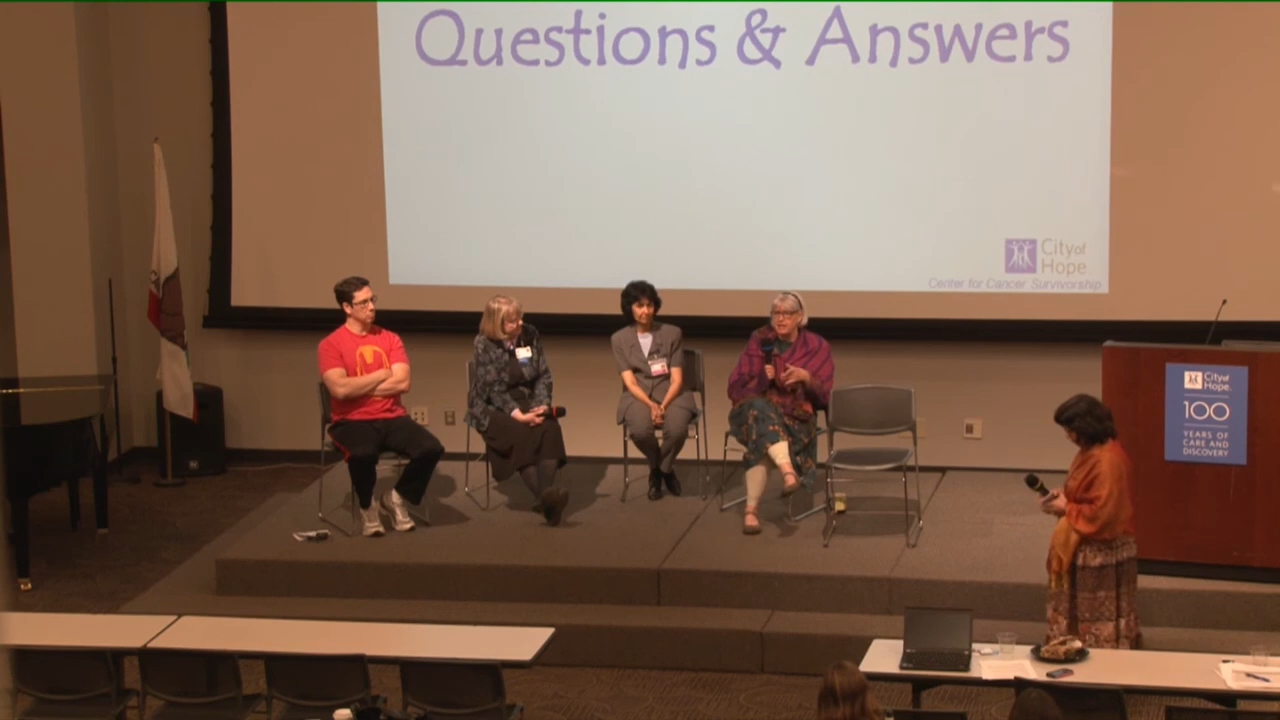 Questions & Answers
City of
Hope
Center for Cancer Survivorship
City of
Hope
100
YEARS OF
CARE AND
DISCOVERY